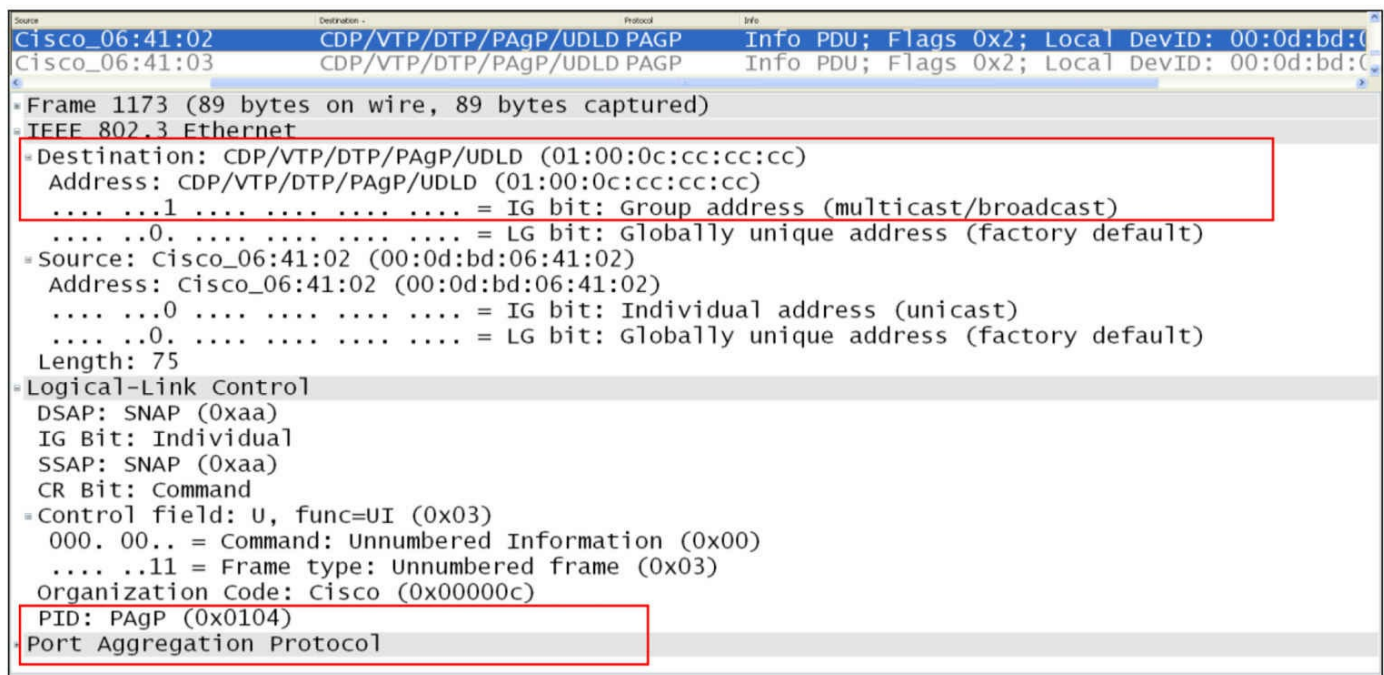 Source Destination - Protocol Info
Cisco_06:41:02 CDP/VTP/DTP/PAgP/UDLD PAGP Info PDU; Flags 0x2; Local DevID: 00:0d:bd:0
Cisco_06:41:03 CDP/VTP/DTP/PAgP/UDLD PAGP Info PDU; Flags 0x2; Local DevID: 00:0d:bd:0
Frame 1173 (89 bytes on wire, 89 bytes captured)
IEEE 802.3 Ethernet
Destination: CDP/VTP/DTP/PAgP/UDLD (01:00:0c:cc:cc:cc)
Address: CDP/VTP/DTP/PAgP/UDLD (01:00:0c:cc:cc:cc)
.... ...1 .... .... .... .... = IG bit: Group address (multicast/broadcast)
.... ..0. .... .... .... .... = LG bit: Globally unique address (factory default)
Source: Cisco_06:41:02 (00:0d:bd:06:41:02)
Address: Cisco_06:41:02 (00:0d:bd:06:41:02)
.... ...0 .... .... .... .... = IG bit: Individual address (unicast)
.... ..0. .... .... .... .... = LG bit: Globally unique address (factory default)
Length: 75
Logical-Link Control
DSAP: SNAP (0xaa)
IG Bit: Individual
SSAP: SNAP (0xaa)
CR Bit: Command
Control field: U, func=UI (0x03)
000. 00.. = Command: Unnumbered Information (0x00)
.... ..11 = Frame type: Unnumbered frame (0x03)
Organization Code: Cisco (0x00000c)
PID: PAgP (0x0104)
Port Aggregation Protocol